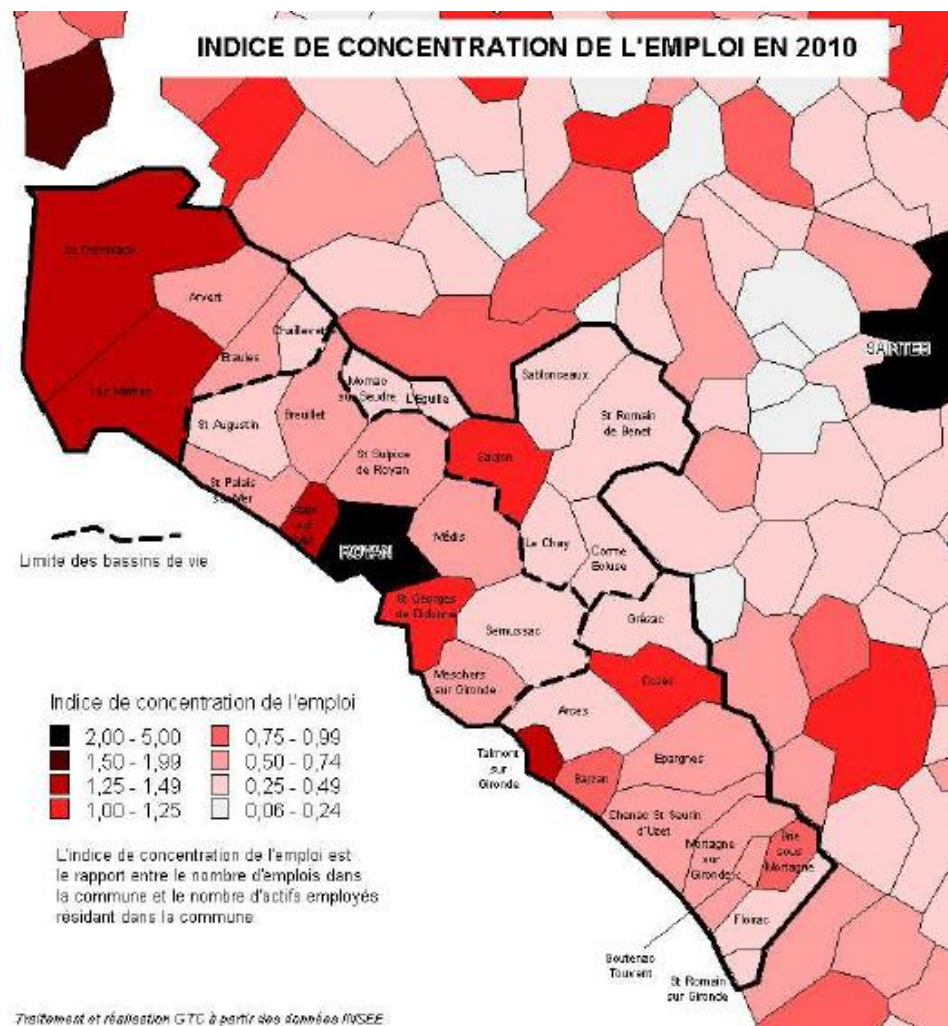 INDICE DE CONCENTRATION DE L'EMPLOI EN 2010
SAINTES
Arvert
Chaillevette
Etaules
Mornac
sur Seudre
L'Eguille
Sablonceaux
St Augustin
Breuillet
St Romain
de Benet
St Sulpice
de Royan
Saujon
St Palais
sur Mer
ROYAN
Médis
Le Chay
Corme
Ecluse
Limite des bassins de vie
St Georges
de Didonne
Semussac
Grézac
Meschers
sur Gironde
Cozes
Arces
Talmont
sur
Gironde
Barzan
Epargnes
Chenac St Seurin
d'Uzet
Mortagne
sur
Gironde
Brie
sous
Mortagne
Floirac
Boutenac
Touvent
St Romain
sur Gironde
Indice de concentration de l'emploi
2,00 - 5,00
1,50 - 1,99
1,25 - 1,49
1,00 - 1,25
0,75 - 0,99
0,50 - 0,74
0,25 - 0,49
0,06 - 0,24
L'indice de concentration de l'emploi est
le rapport entre le nombre d'emplois dans
la commune et le nombre d'actifs employés
résidant dans la commune
Traitement et réalisation GTC à partir des données INSEE